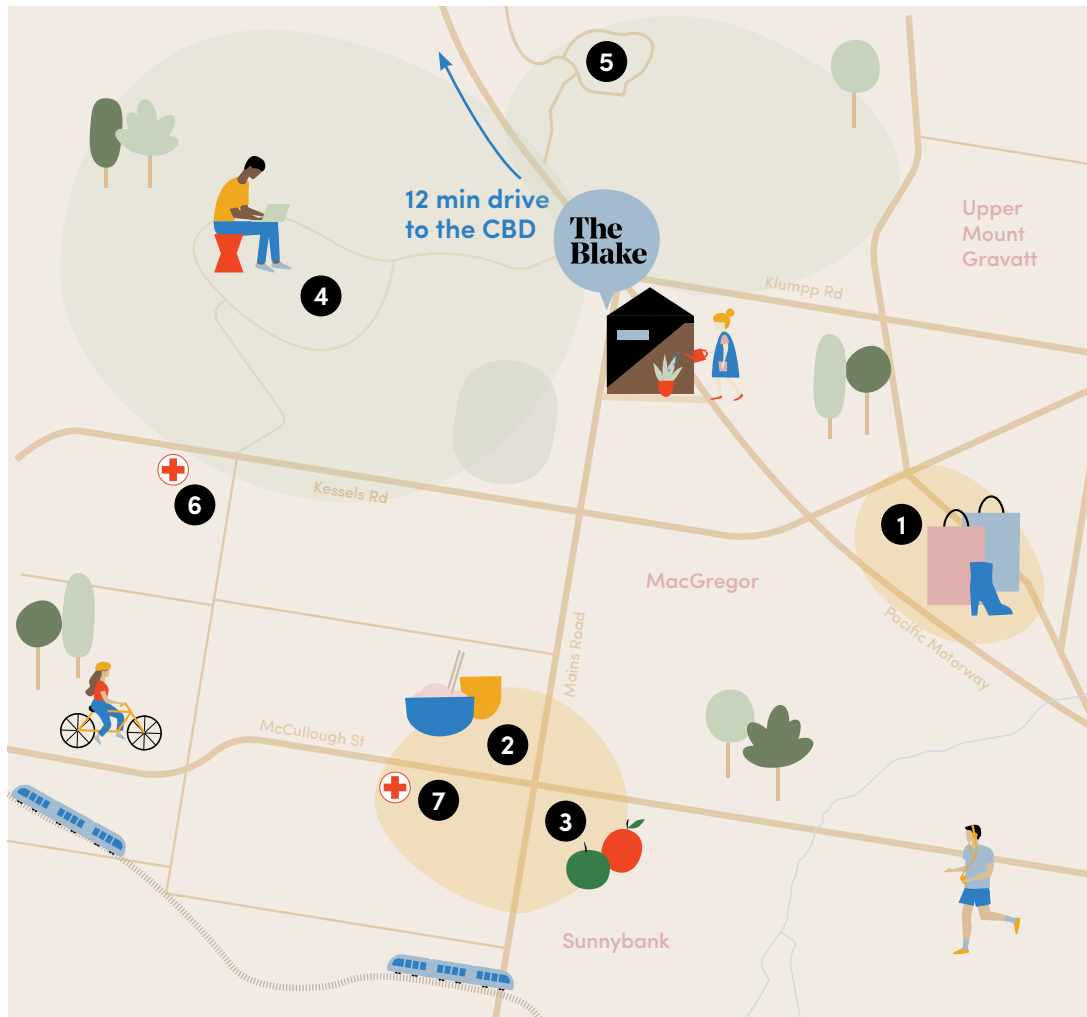 5
12 min drive
to the CBD
The
Blake
Upper
Mount
Gravatt
Klumpp Rd
4
6
Kessels Rd
1
MacGregor
Pacific Motorway
Mains Road
McCullough St
2
7
3
Sunnybank